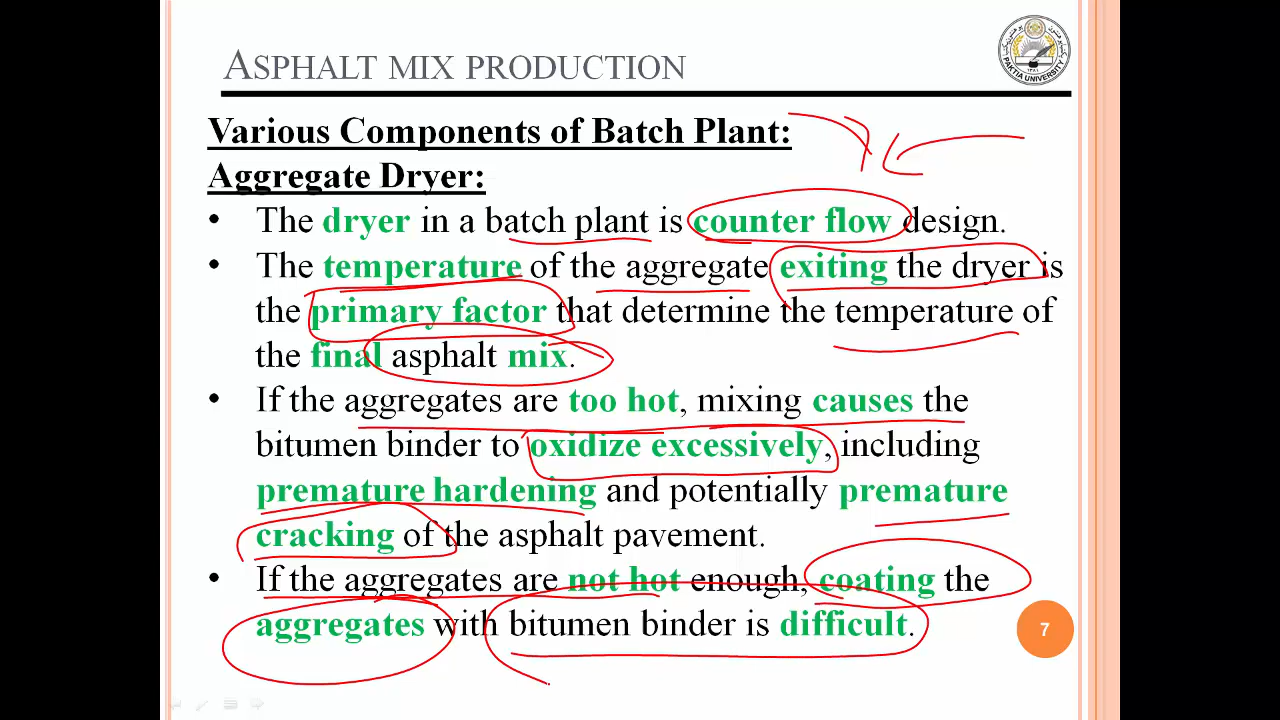 ASPHALT MIX PRODUCTION
PAKTIA UNIVERSITY
Various Components of Batch Plant:
Aggregate Dryer:
• The dryer in a batch plant is counter flow design.
• The temperature of the aggregate exiting the dryer is
the primary factor that determine the temperature of
the final asphalt mix.
• If the aggregates are too hot, mixing causes the
bitumen binder to oxidize excessively, including
premature hardening and potentially premature
cracking of the asphalt pavement.
• If the aggregates are not hot enough, coating the
aggregates with bitumen binder is difficult.
7